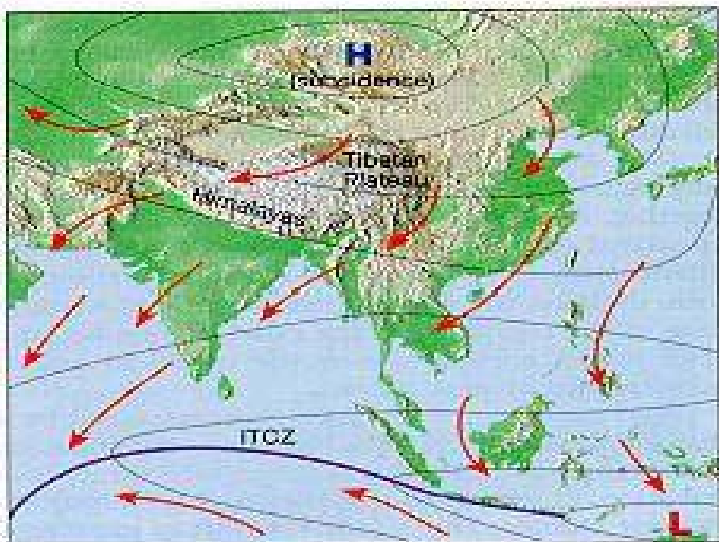 H
(subsidence)
Tibetan
Plateau
Himalayas
ITCZ
L